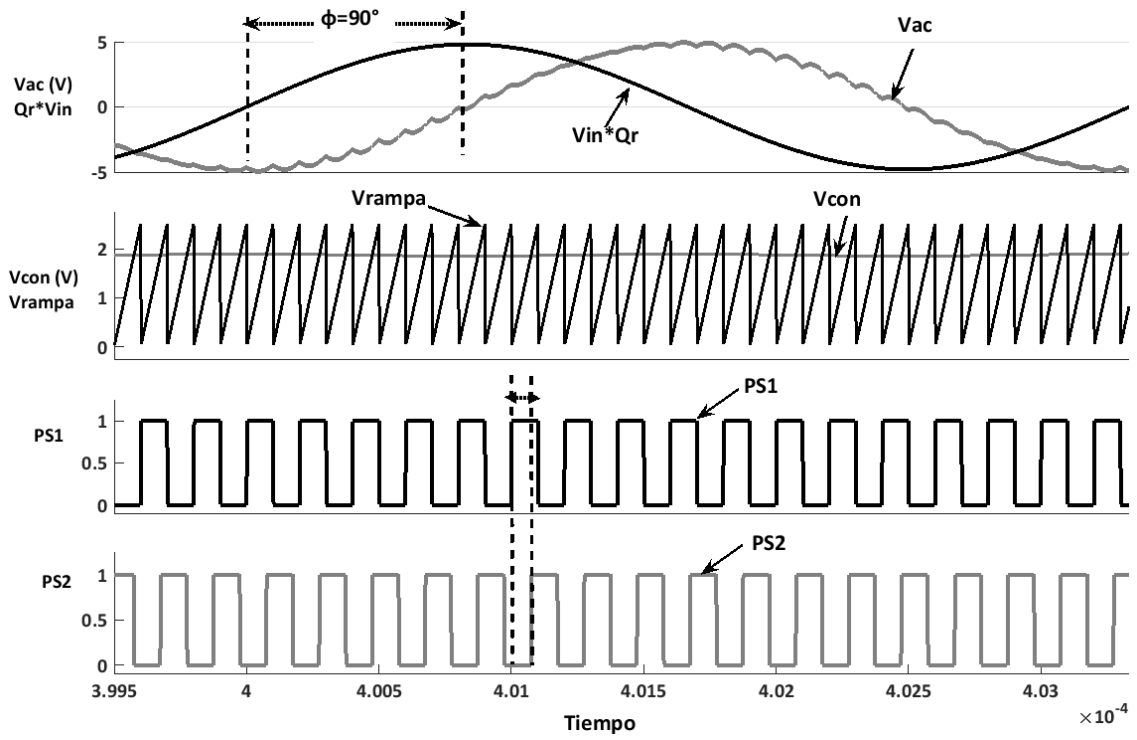 ϕ=90°
Vac
5
Vac (V)
Qr*Vin
0
Vin*Qr
-5
Vrampa
Vcon
2
Vcon (V)
Vrampa
1
0
PS1
1
PS1
0.5
0
PS2
1
PS2
0.5
0
3.995 4 4.005 4.01 4.015 4.02 4.025 4.03
Tiempo
×10⁻⁴